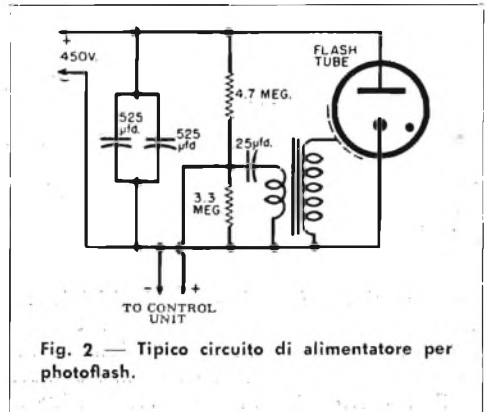 +
450V.
−
FLASH
TUBE
4.7 MEG.
525
µfd.
525
µfd
25µfd.
3.3
MEG
− +
TO CONTROL
UNIT
Fig. 2 — Tipico circuito di alimentatore per
photoflash.